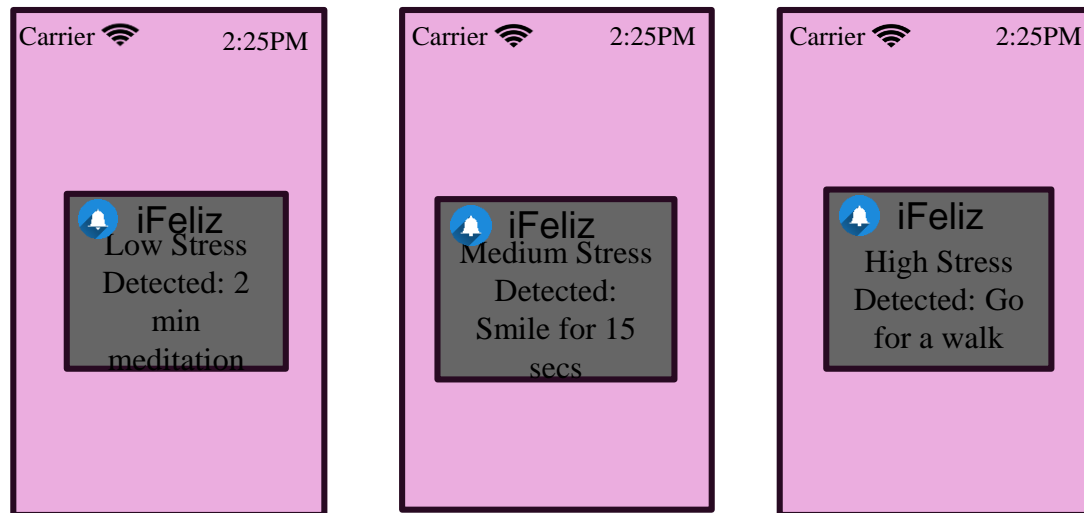 Carrier 2:25PM
iFeliz
Low Stress
Detected: 2
min
meditation
Carrier 2:25PM
iFeliz
Medium Stress
Detected:
Smile for 15
secs
Carrier 2:25PM
iFeliz
High Stress
Detected: Go
for a walk